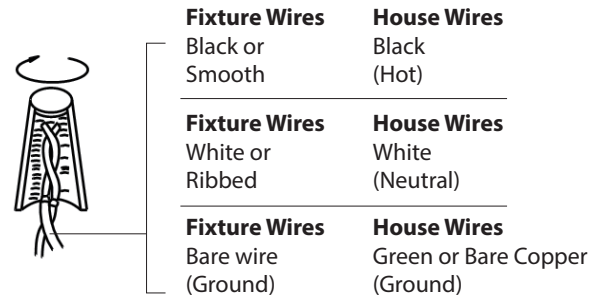 Fixture Wires House Wires
Black or Black
Smooth (Hot)
Fixture Wires House Wires
White or White
Ribbed (Neutral)
Fixture Wires House Wires
Bare wire Green or Bare Copper
(Ground) (Ground)